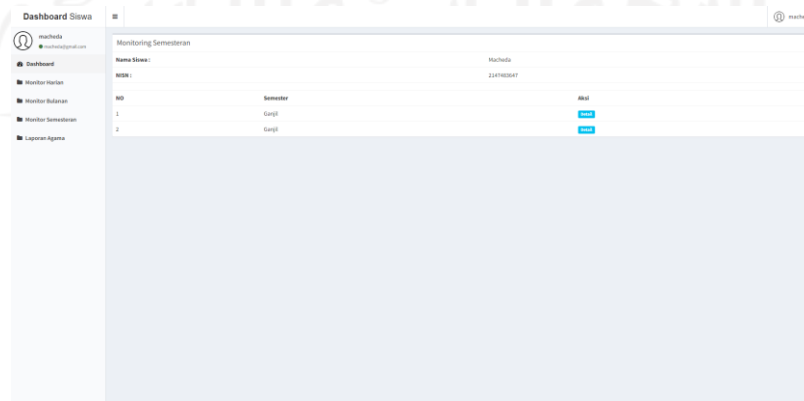 Dashboard Siswa
mached
macheda
macheda@gmail.com
Dashboard
Monitor Harian
Monitor Bulanan
Monitor Semesteran
Laporan Agama
Monitoring Semesteran
Nama Siswa : Macheda
NISN : 2147483647
NO Semester Aksi
1 Ganjil Detail
2 Ganjil Detail